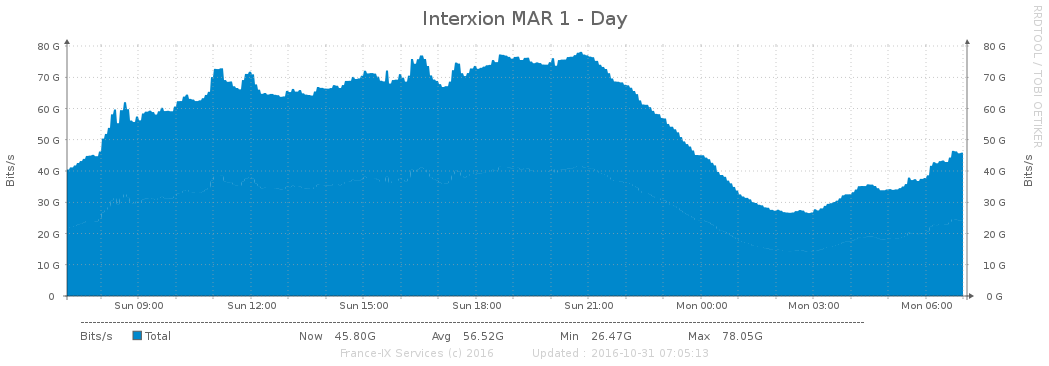 Interxion MAR 1 - Day
RRDTOOL / TOBI OETIKER
Bits/s
80 G
70 G
60 G
50 G
40 G
30 G
20 G
10 G
0
80 G
70 G
60 G
50 G
40 G
30 G
20 G
10 G
0 G
Bits/s
Sun 09:00 Sun 12:00 Sun 15:00 Sun 18:00 Sun 21:00 Mon 00:00 Mon 03:00 Mon 06:00
Bits/s Total Now 45.80G Avg 56.52G Min 26.47G Max 78.05G
France-IX Services (c) 2016 Updated : 2016-10-31 07:05:13